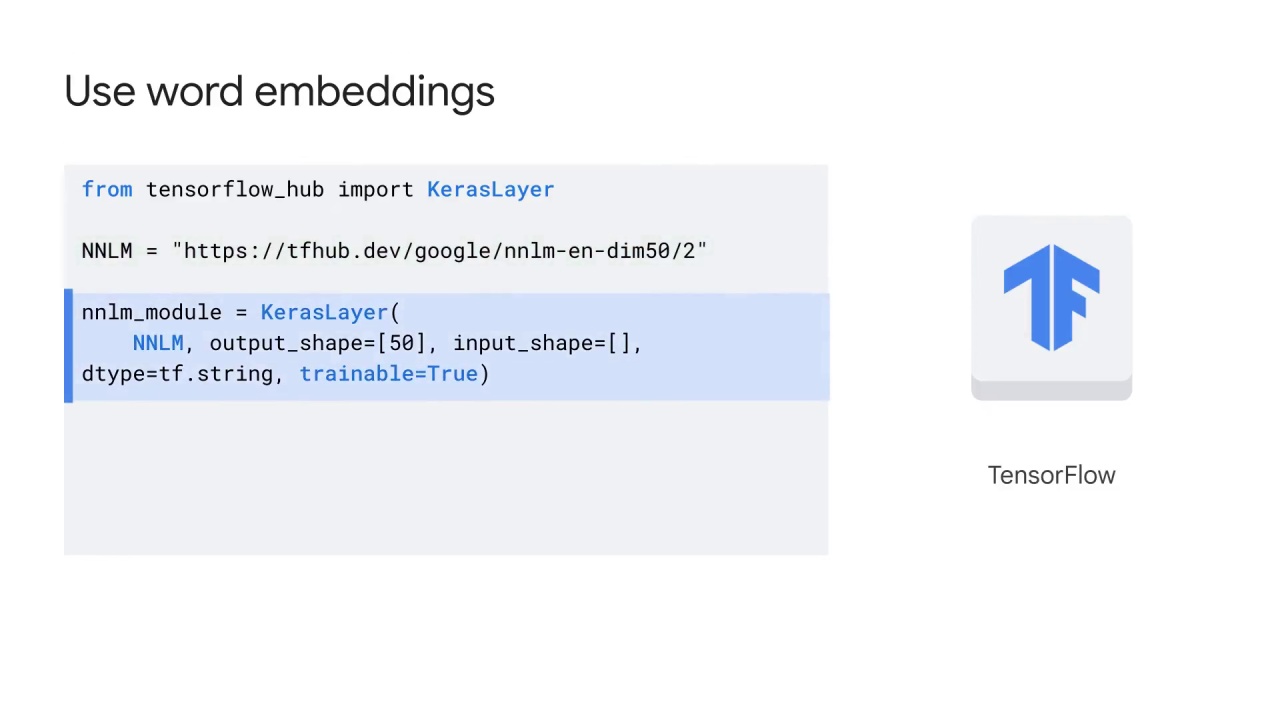 Use word embeddings
from tensorflow_hub import KerasLayer
NNLM = "https://tfhub.dev/google/nnlm-en-dim50/2"
nnlm_module = KerasLayer(
NNLM, output_shape=[50], input_shape=[],
dtype=tf.string, trainable=True)
TensorFlow